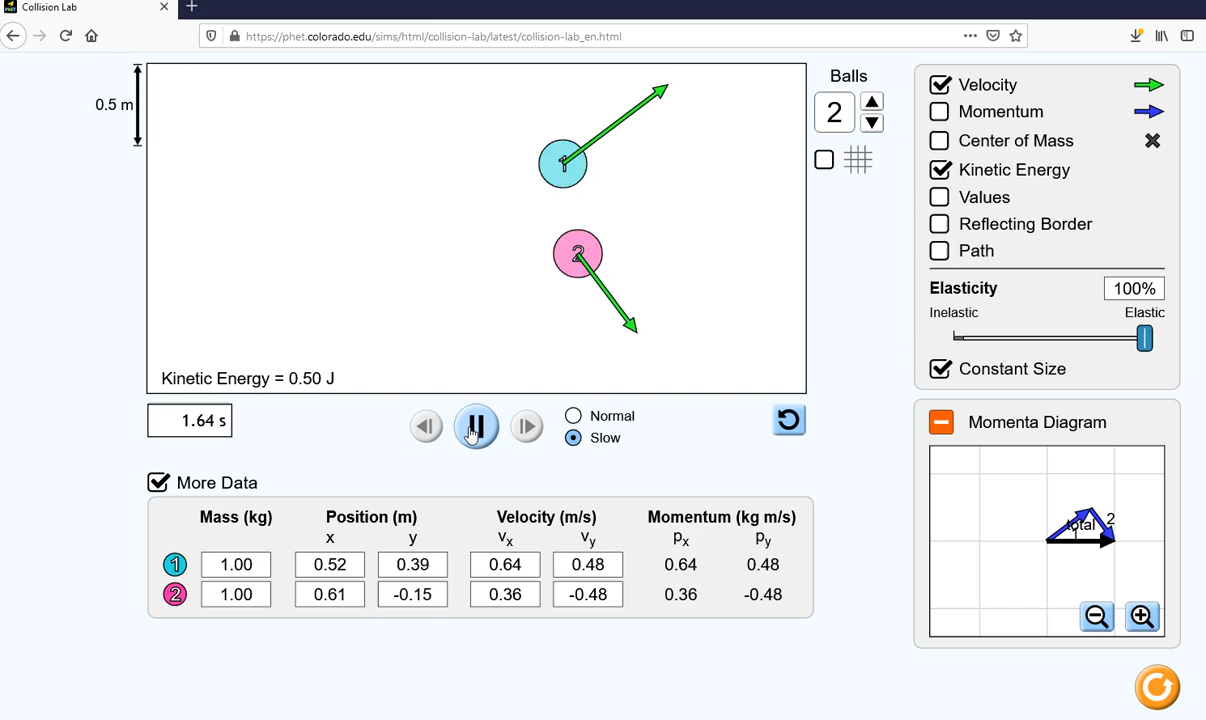 Collision Lab
https://phet.colorado.edu/sims/html/collision-lab/latest/collision-lab_en.html
0.5 m
1
2
Kinetic Energy = 0.50 J
Balls
2
Velocity
Momentum
Center of Mass
Kinetic Energy
Values
Reflecting Border
Path
Elasticity 100%
Inelastic Elastic
Constant Size
1.64 s
Normal
Slow
Momenta Diagram
total 2
1
More Data
Mass (kg) Position (m) Velocity (m/s) Momentum (kg m/s)
x y vx vy px py
1 1.00 0.52 0.39 0.64 0.48 0.64 0.48
2 1.00 0.61 -0.15 0.36 -0.48 0.36 -0.48